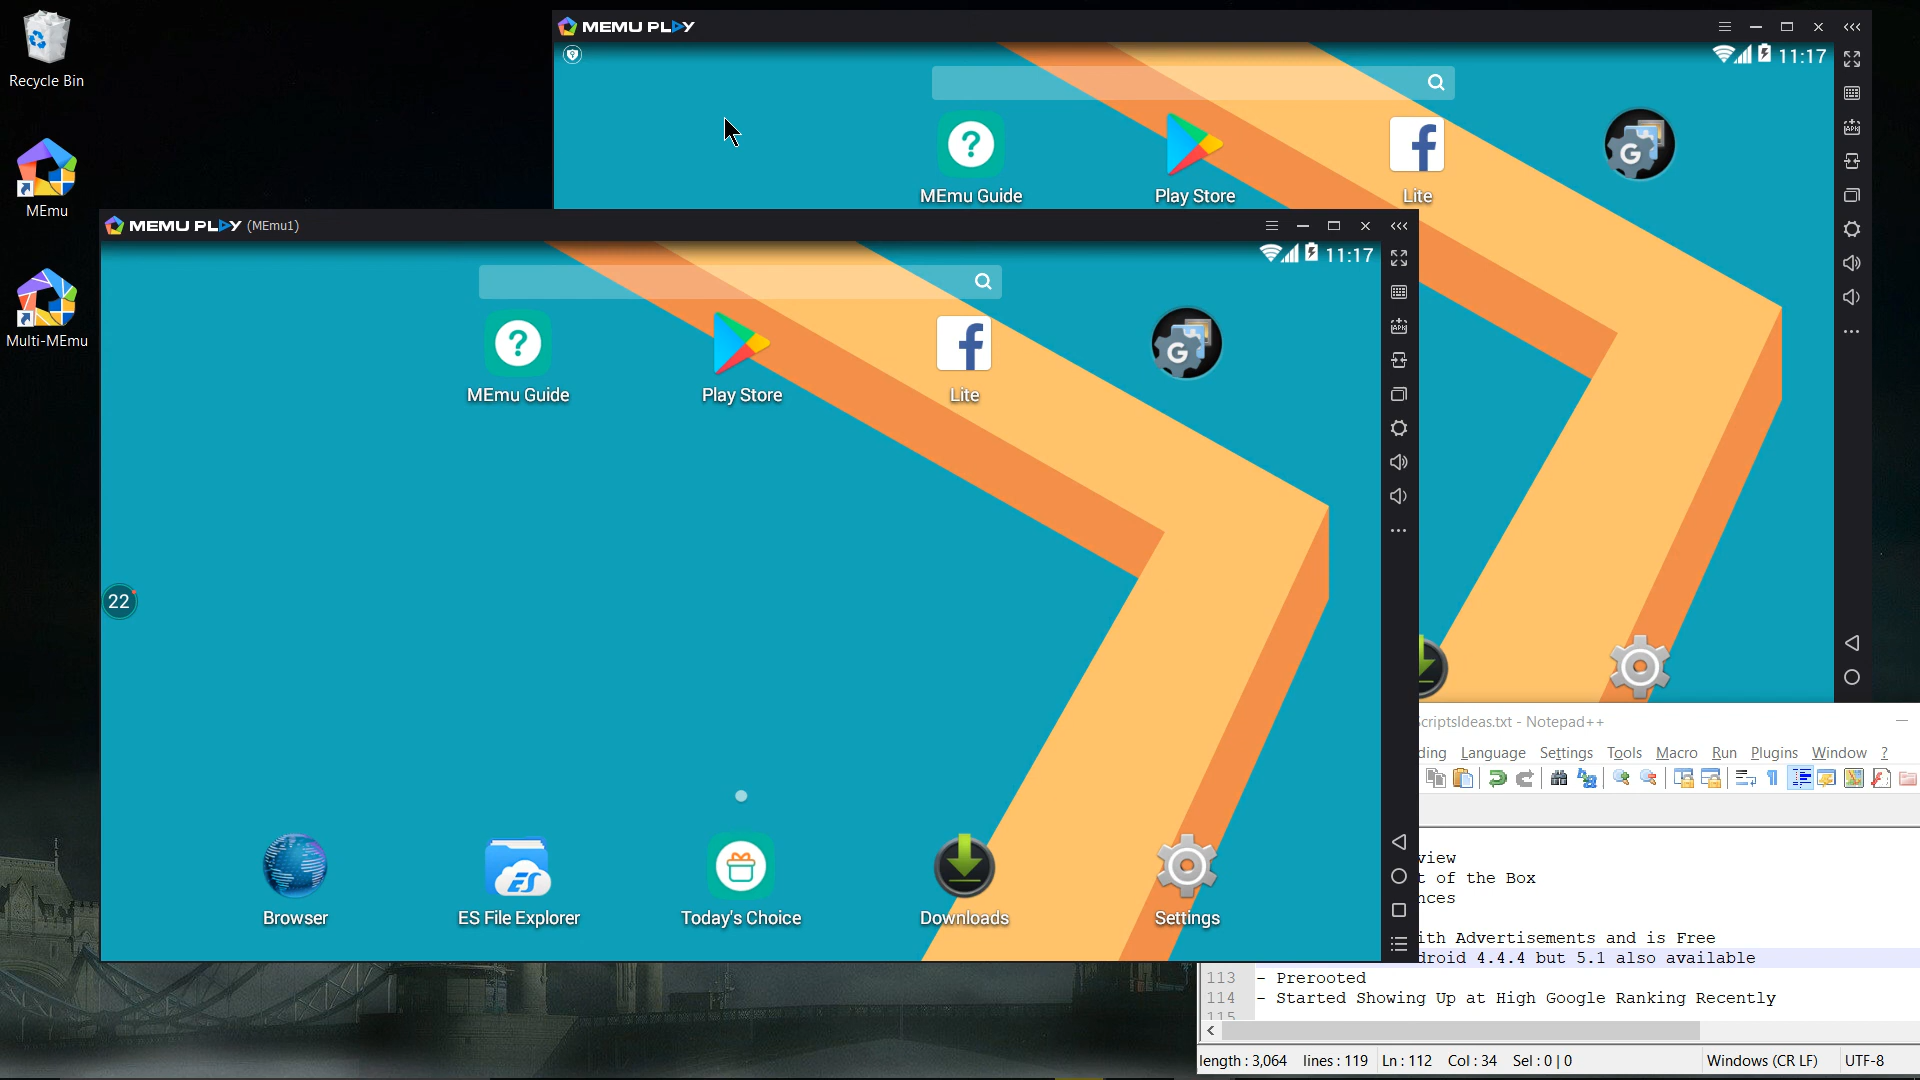 Recycle Bin
MEmu
Multi-MEmu
MEMU PLAY
11:17
MEmu Guide
Play Store
Lite
G
MEMU PLAY (MEmu1)
11:17
MEmu Guide
Play Store
Lite
G
22
Browser
ES File Explorer
Today's Choice
Downloads
Settings
criptsIdeas.txt - Notepad++
ding Language Settings Tools Macro Run Plugins Window ?
view
t of the Box
nces
ith Advertisements and is Free
droid 4.4.4 but 5.1 also available
113 - Prerooted
114 - Started Showing Up at High Google Ranking Recently
115
length : 3,064 lines : 119 Ln : 112 Col : 34 Sel : 0 | 0 Windows (CR LF) UTF-8